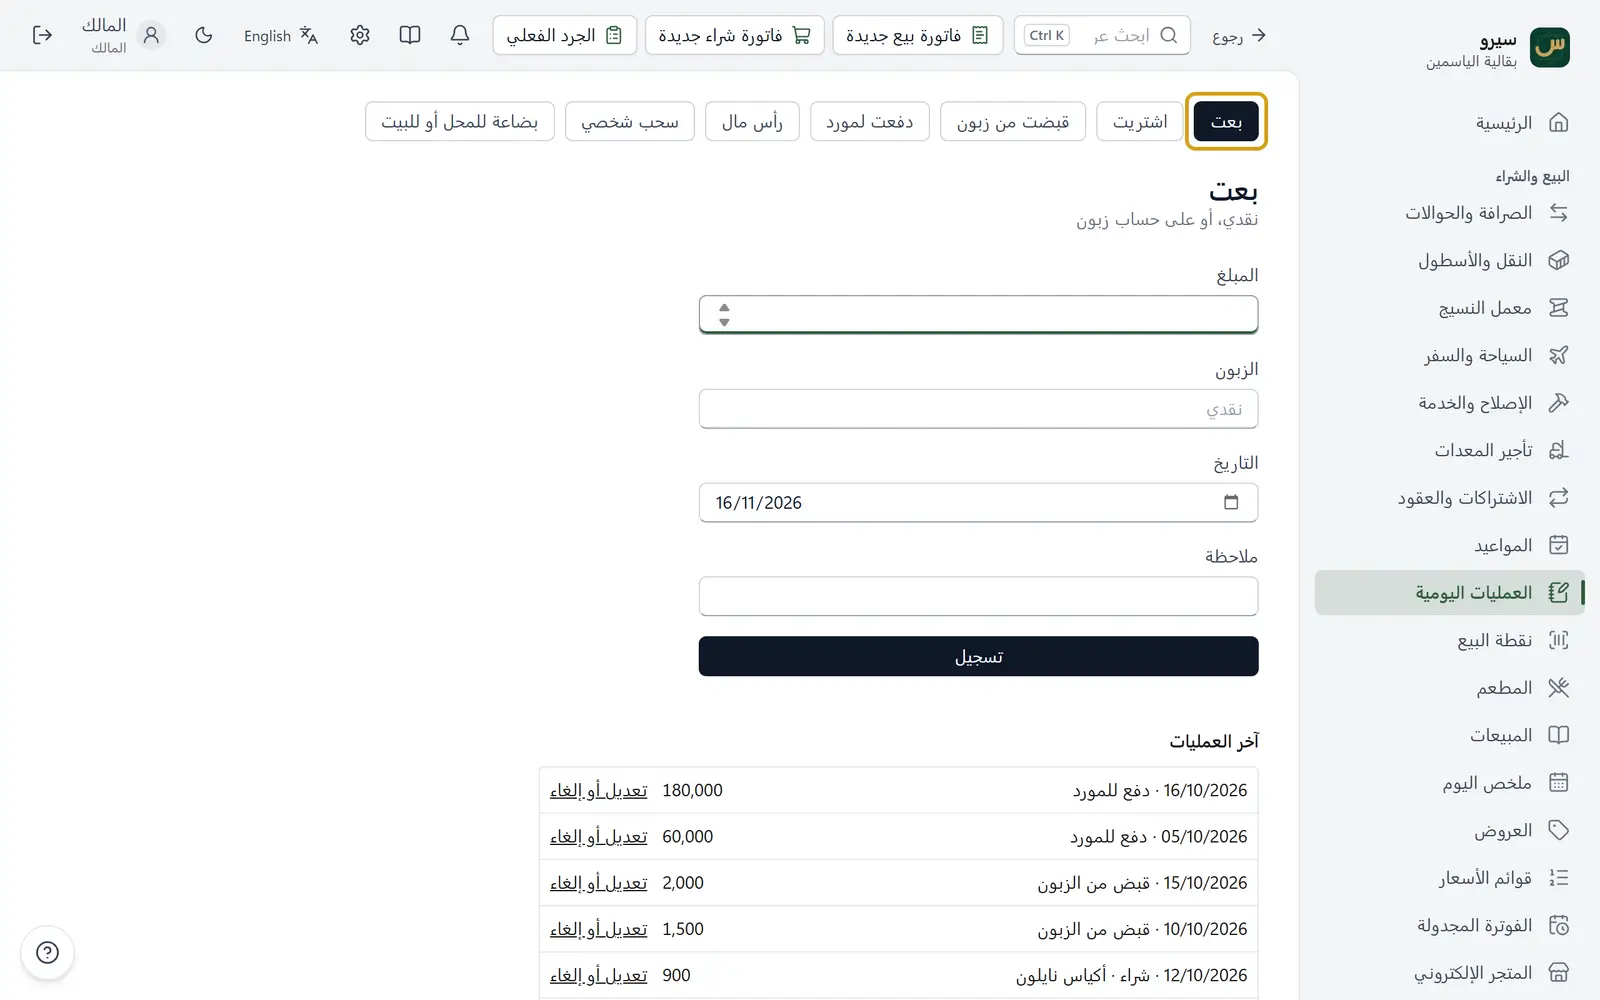 سيرو
بقالية الياسمين
رجوع
ابحث عر
Ctrl K
فاتورة بيع جديدة
فاتورة شراء جديدة
الجرد الفعلي
English
المالك
المالك
الرئيسية
البيع والشراء
الصرافة والحوالات
النقل والأسطول
معمل النسيج
السياحة والسفر
الإصلاح والخدمة
تأجير المعدات
الاشتراكات والعقود
المواعيد
العمليات اليومية
نقطة البيع
المطعم
المبيعات
ملخص اليوم
العروض
قوائم الأسعار
الفوترة المجدولة
المتجر الإلكتروني
بعت
اشتريت
قبضت من زبون
دفعت لمورد
رأس مال
سحب شخصي
بضاعة للمحل أو للبيت
بعت
نقدي، أو على حساب زبون
المبلغ
الزبون
نقدي
التاريخ
16/11/2026
ملاحظة
تسجيل
آخر العمليات
16/10/2026 · دفع للمورد 180,000 تعديل أو إلغاء
05/10/2026 · دفع للمورد 60,000 تعديل أو إلغاء
15/10/2026 · قبض من الزبون 2,000 تعديل أو إلغاء
10/10/2026 · قبض من الزبون 1,500 تعديل أو إلغاء
12/10/2026 · شراء · أكياس نايلون 900 تعديل أو إلغاء